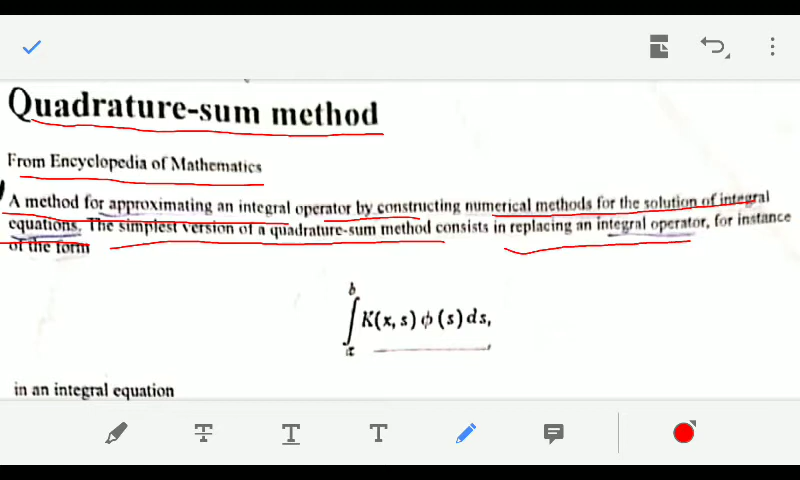 Quadrature-sum method
From Encyclopedia of Mathematics
A method for approximating an integral operator by constructing numerical methods for the solution of integral
equations. The simplest version of a quadrature-sum method consists in replacing an integral operator, for instance
of the form
∫ₐᵇ K(x, s) ϕ (s) ds,
in an integral equation